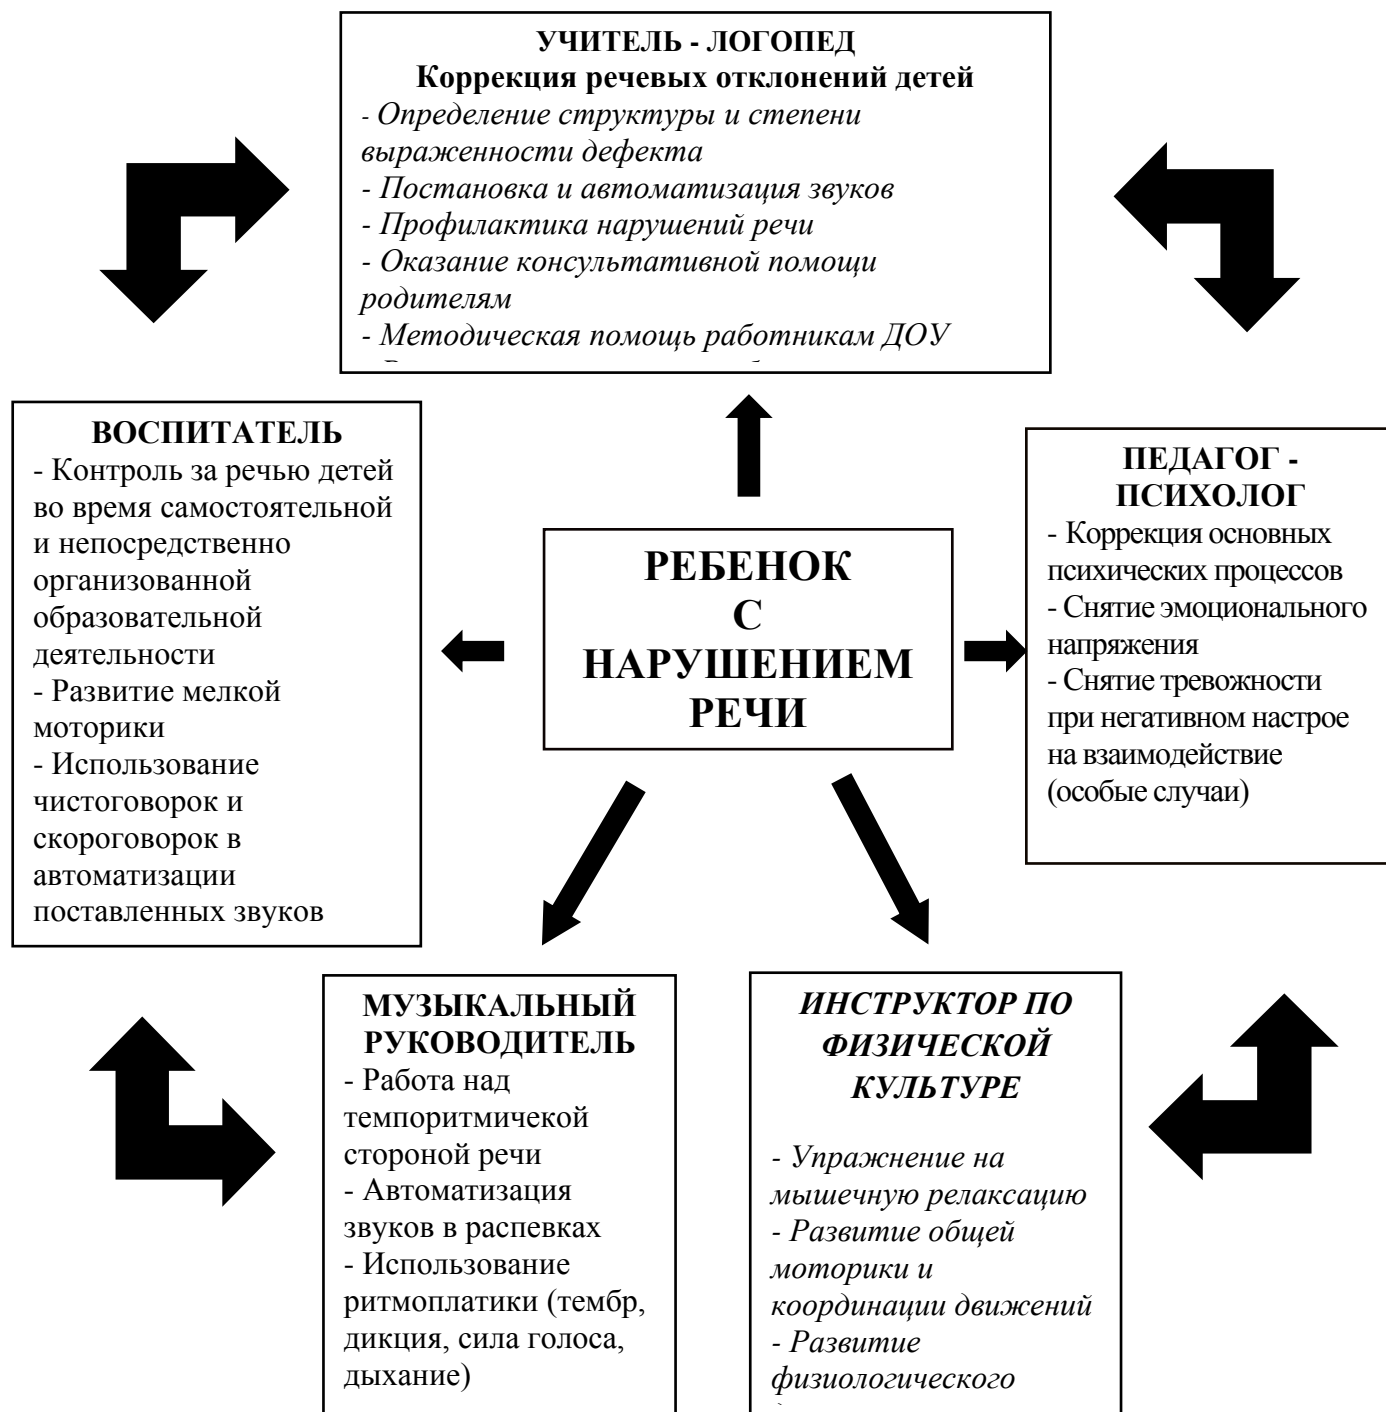 УЧИТЕЛЬ - ЛОГОПЕД
Коррекция речевых отклонений детей
- Определение структуры и степени
выраженности дефекта
- Постановка и автоматизация звуков
- Профилактика нарушений речи
- Оказание консультативной помощи
родителям
- Методическая помощь работникам ДОУ
ВОСПИТАТЕЛЬ
- Контроль за речью детей
во время самостоятельной
и непосредственно
организованной
образовательной
деятельности
- Развитие мелкой
моторики
- Использование
чистоговорок и
скороговорок в
автоматизации
поставленных звуков
РЕБЕНОК
С
НАРУШЕНИЕМ
РЕЧИ
ПЕДАГОГ -
ПСИХОЛОГ
- Коррекция основных
психических процессов
- Снятие эмоционального
напряжения
- Снятие тревожности
при негативном настрое
на взаимодействие
(особые случаи)
МУЗЫКАЛЬНЫЙ
РУКОВОДИТЕЛЬ
- Работа над
темпоритмичекой
стороной речи
- Автоматизация
звуков в распевках
- Использование
ритмоплатики (тембр,
дикция, сила голоса,
дыхание)
ИНСТРУКТОР ПО
ФИЗИЧЕСКОЙ
КУЛЬТУРЕ
- Упражнение на
мышечную релаксацию
- Развитие общей
моторики и
координации движений
- Развитие
физиологического